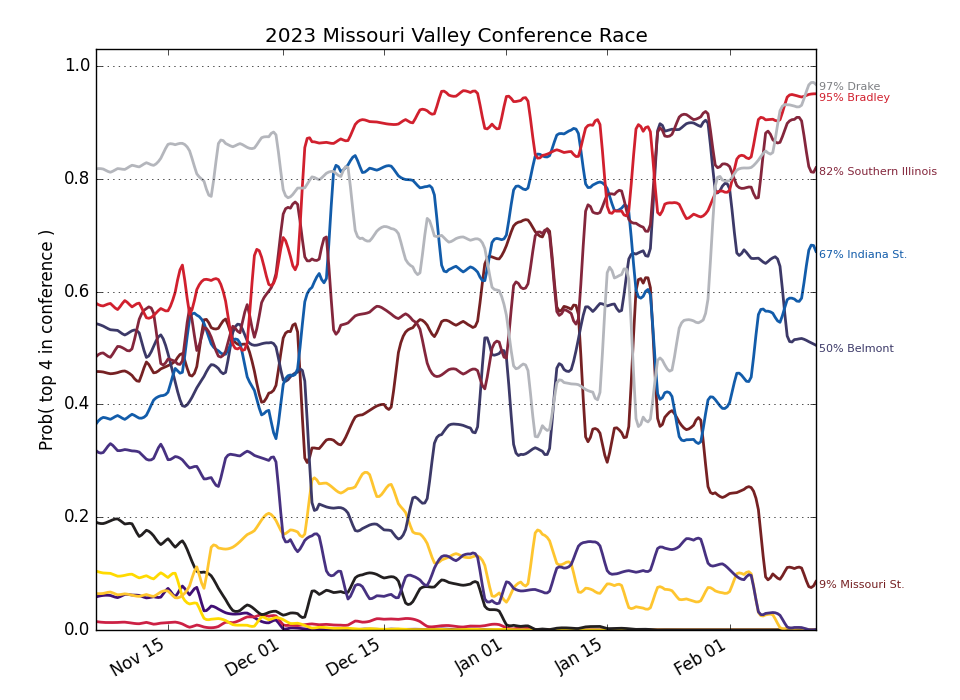 2023 Missouri Valley Conference Race
Prob( top 4 in conference )
1.0
0.8
0.6
0.4
0.2
0.0
Nov 15
Dec 01
Dec 15
Jan 01
Jan 15
Feb 01
97% Drake
95% Bradley
82% Southern Illinois
67% Indiana St.
50% Belmont
9% Missouri St.